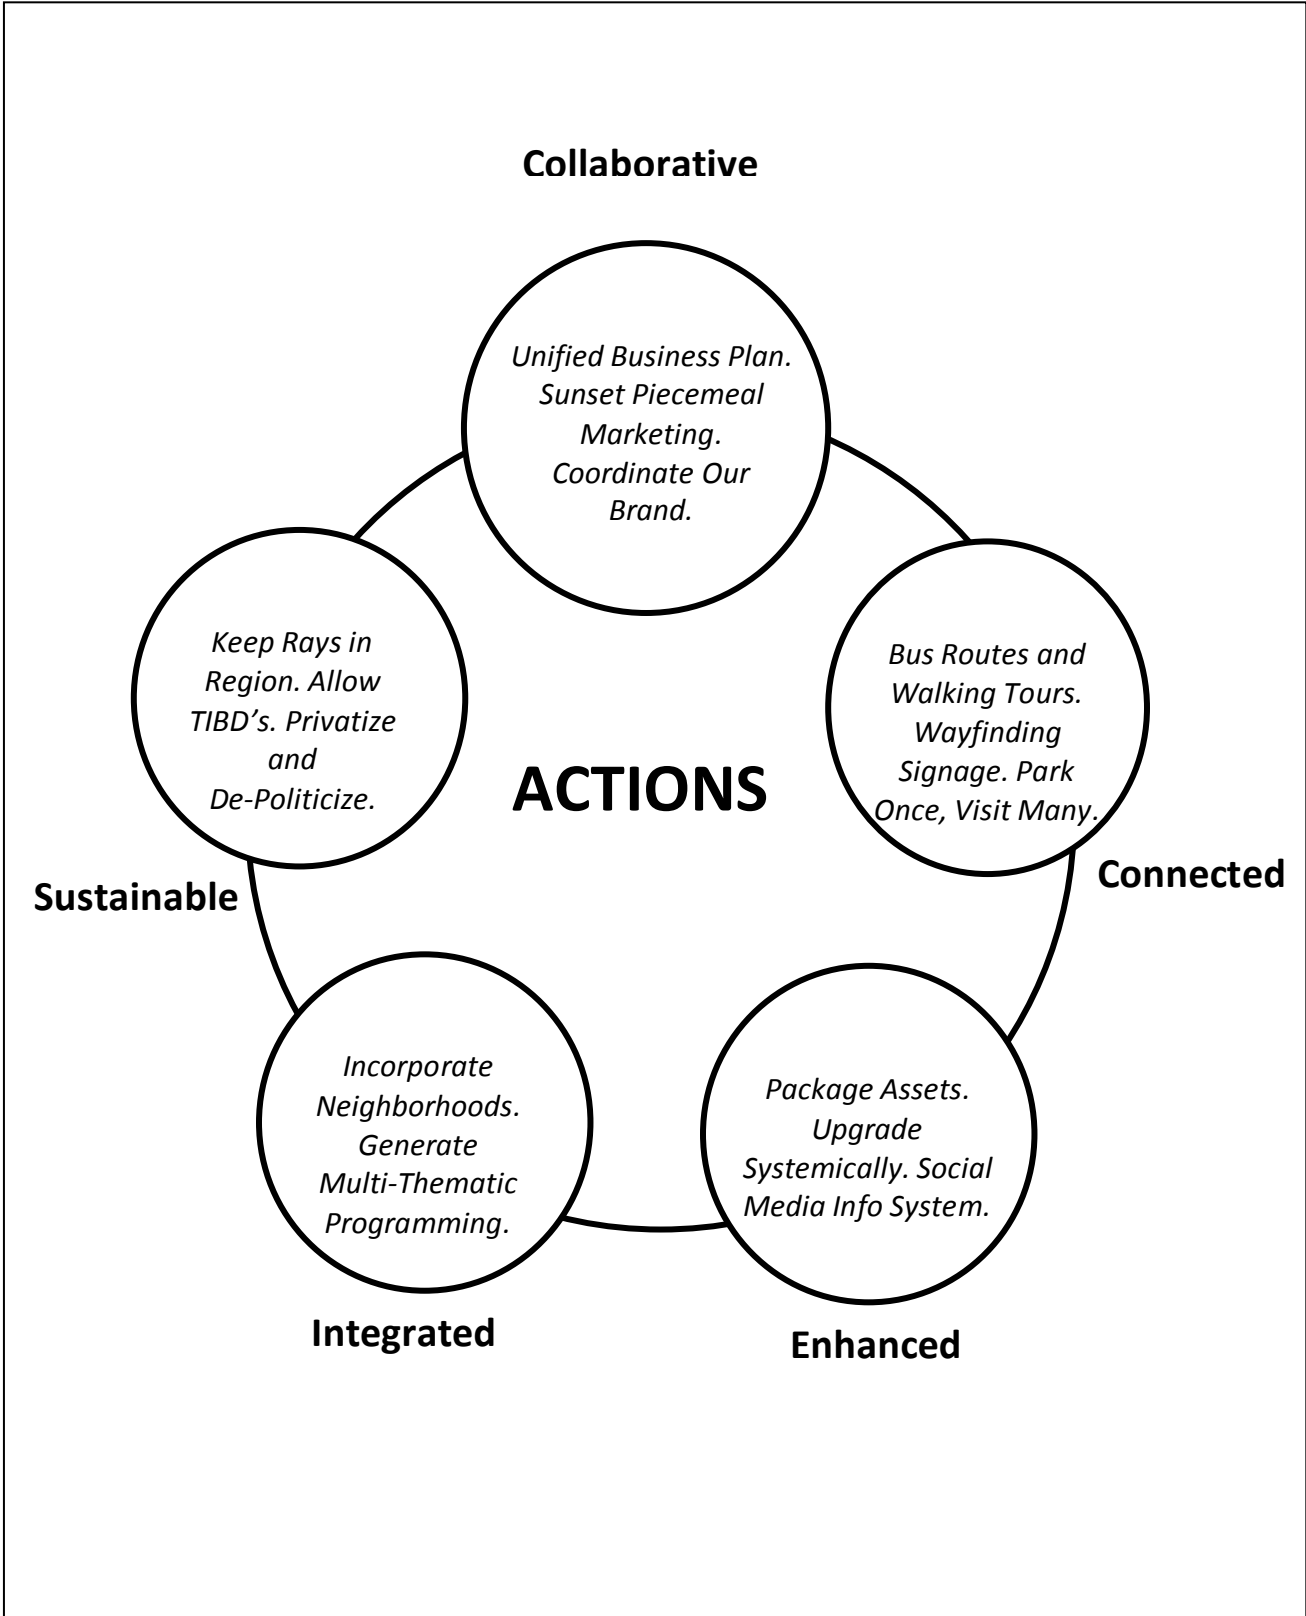 Collaborative
Unified Business Plan.
Sunset Piecemeal
Marketing.
Coordinate Our
Brand.
Keep Rays in
Region. Allow
TIBD’s. Privatize
and
De-Politicize.
Sustainable
ACTIONS
Bus Routes and
Walking Tours.
Wayfinding
Signage. Park
Once, Visit Many.
Connected
Incorporate
Neighborhoods.
Generate
Multi-Thematic
Programming.
Integrated
Package Assets.
Upgrade
Systemically. Social
Media Info System.
Enhanced